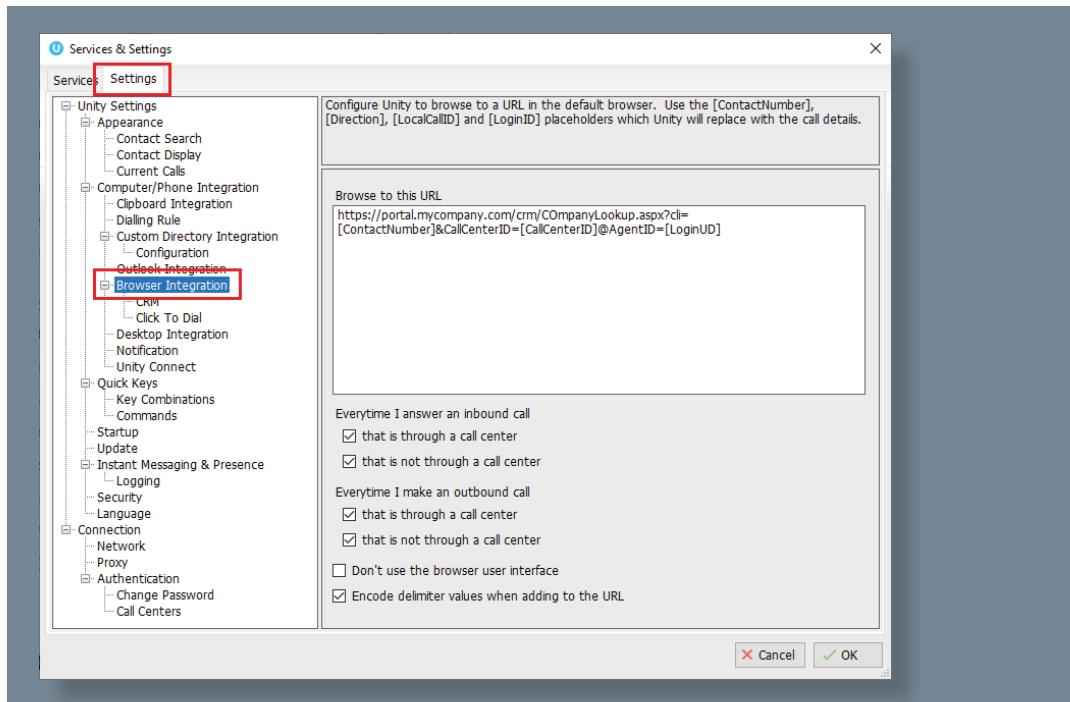 Services & Settings
Services
Settings
Unity Settings
Appearance
Contact Search
Contact Display
Current Calls
Computer/Phone Integration
Clipboard Integration
Dialling Rule
Custom Directory Integration
Configuration
Outlook Integration
Browser Integration
CRM
Click To Dial
Desktop Integration
Notification
Unity Connect
Quick Keys
Key Combinations
Commands
Startup
Update
Instant Messaging & Presence
Logging
Security
Language
Connection
Network
Proxy
Authentication
Change Password
Call Centers
Configure Unity to browse to a URL in the default browser.  Use the [ContactNumber],
[Direction], [LocalCallID] and [LoginID] placeholders which Unity will replace with the call details.
Browse to this URL
https://portal.mycompany.com/crm/COmpanyLookup.aspx?cli=
[ContactNumber]&CallCenterID=[CallCenterID]@AgentID=[LoginUD]
Everytime I answer an inbound call
that is through a call center
that is not through a call center
Everytime I make an outbound call
that is through a call center
that is not through a call center
Don't use the browser user interface
Encode delimiter values when adding to the URL
Cancel
OK